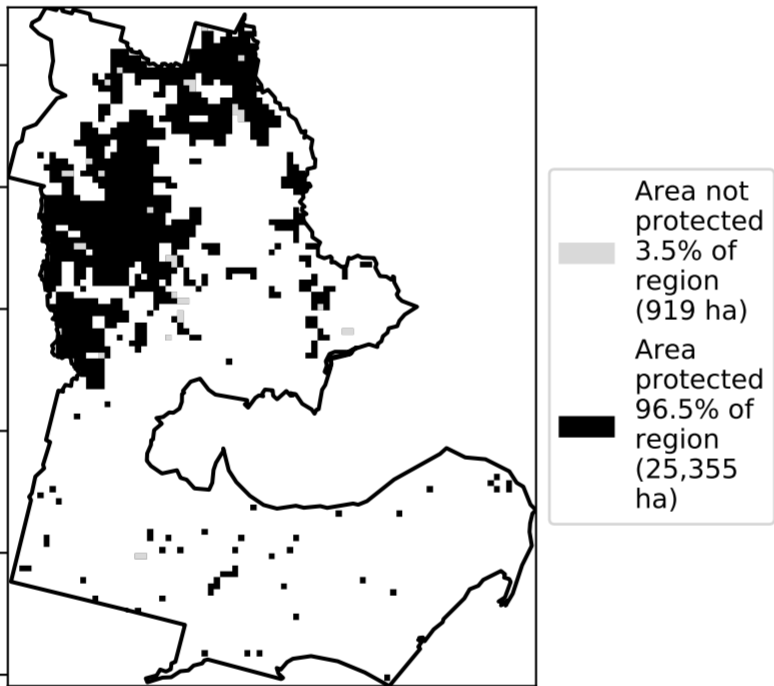 Area not
protected
3.5% of
region
(919 ha)
Area
protected
96.5% of
region
(25,355
ha)